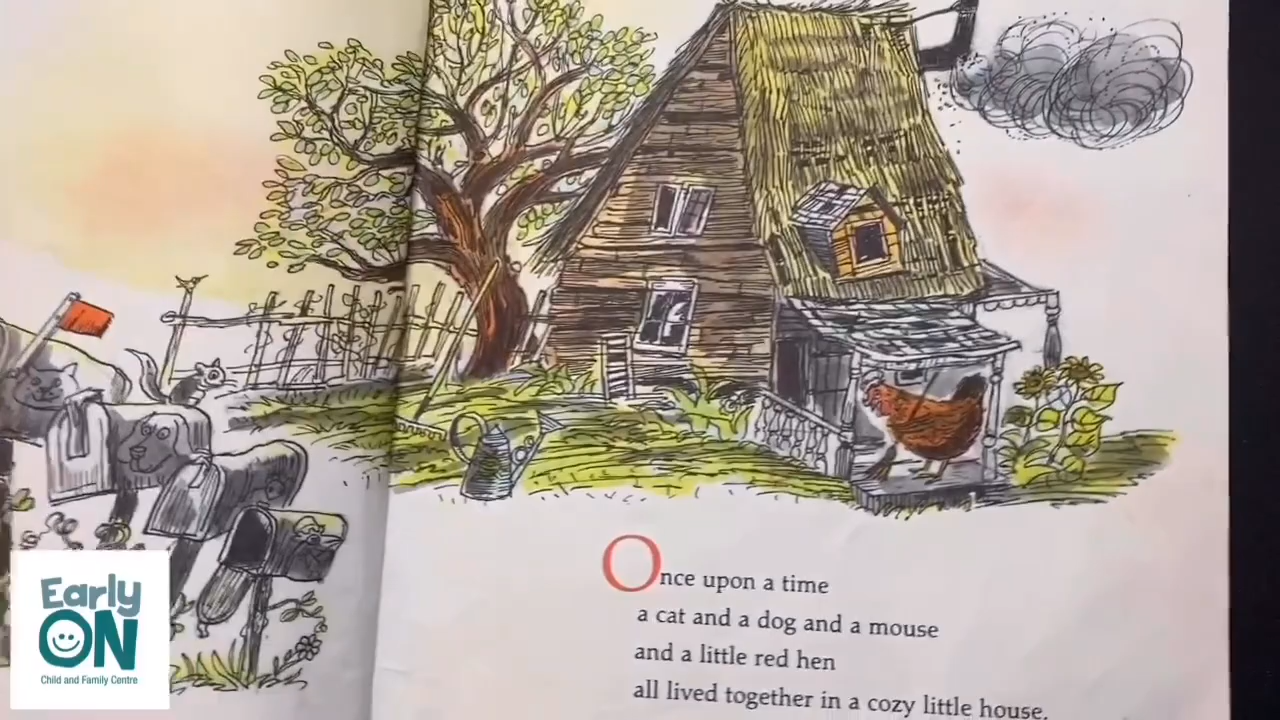 Once upon a time
a cat and a dog and a mouse
and a little red hen
all lived together in a cozy little house.
Early
ON
Child and Family Centre